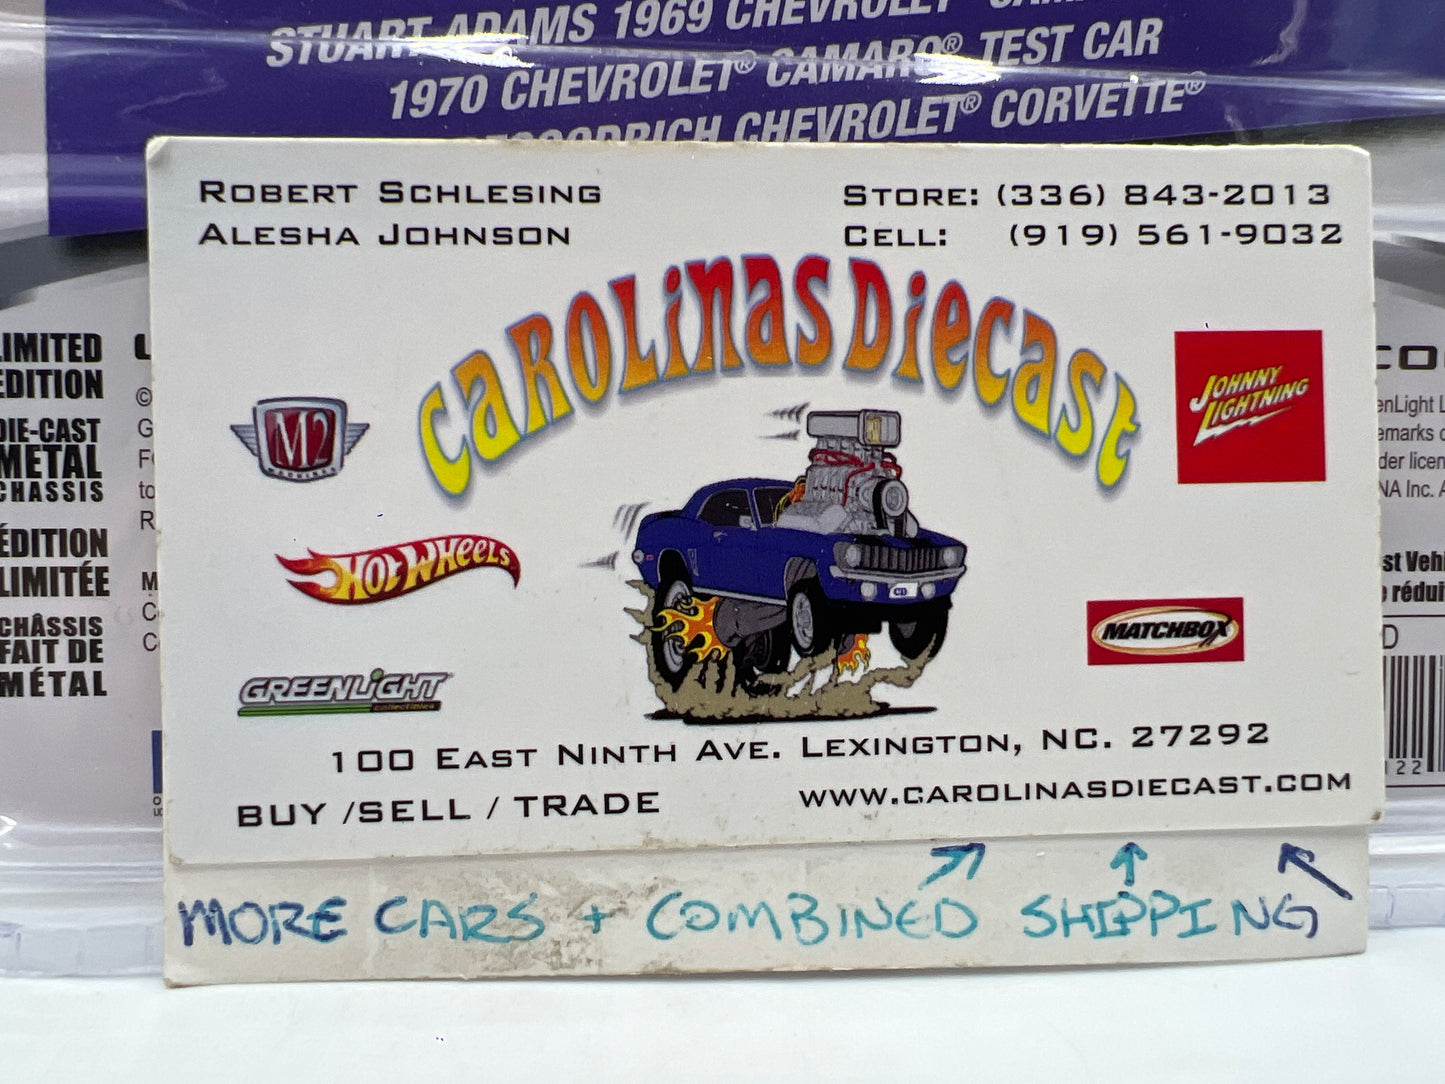 STUART ADAMS 1969 CHEVROLET
1970 CHEVROLET® CAMARO® TEST CAR
CHEVROLET® CORVETTE®
ROBERT SCHLESING
ALESHA JOHNSON
STORE: (336) 843-2013
CELL: (919) 561-9032
CAROLINAS DIECAST
M2
MACHINES
JOHNNY
LIGHTNING
HOT WHEELS
CD
MATCHBOX
GREENLIGHT
collectibles
100 EAST NINTH AVE. LEXINGTON, NC. 27292
BUY /SELL / TRADE
WWW.CAROLINASDIECAST.COM
MORE CARS + COMBINED SHIPPING
LIMITED
EDITION
DIE-CAST
METAL
CHASSIS
ÉDITION
LIMITÉE
CHÂSSIS
FAIT DE
MÉTAL